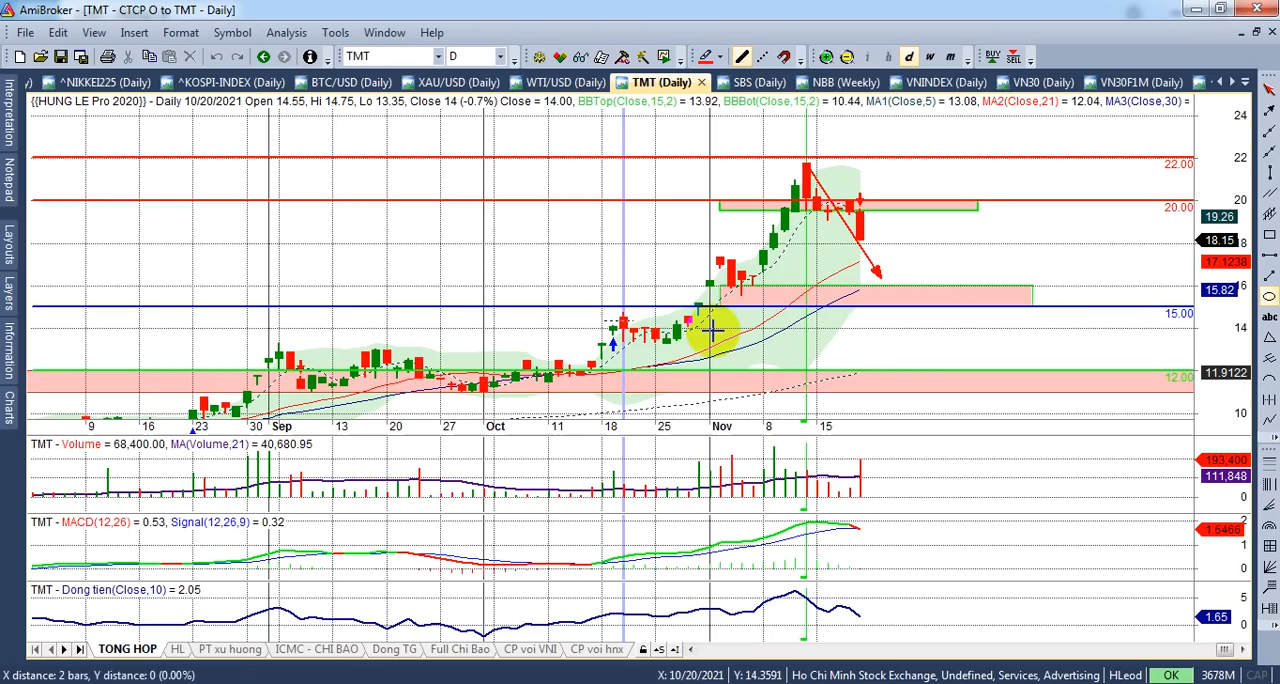 AmiBroker - [TMT - CTCP O to TMT - Daily]
File Edit View Insert Format Symbol Analysis Tools Window Help
TMT D i h d w m BUY SELL
^NIKKEI225 (Daily) ^KOSPI-INDEX (Daily) BTC/USD (Daily) XAU/USD (Daily) WTI/USD (Daily) TMT (Daily) SBS (Daily) NBB (Weekly) VNINDEX (Daily) VN30 (Daily) VN30F1M (Daily)
{{HUNG LE Pro 2020}} - Daily 10/20/2021 Open 14.55, Hi 14.75, Lo 13.35, Close 14 (-0.7%) Close = 14.00, BBTop(Close,15,2) = 13.92, BBBot(Close,15,2) = 10.44, MA1(Close,5) = 13.08, MA2(Close,21) = 12.04, MA3(Close,30) =
Interpretation
Notepad
Layouts
Layers
Information
Charts
24
22
22.00
20
20.00
19.26
18.15
18
17.1238
16
15.82
15.00
14
12.00
11.9122
10
9 16 23 30 Sep 13 20 27 Oct 11 18 25 Nov 8 15
TMT - Volume = 68,400.00, MA(Volume,21) = 40,680.95
193,400
111,848
0
TMT - MACD(12,26) = 0.53, Signal(12,26,9) = 0.32
2
1.6466
1
0
TMT - Dong tien(Close,10) = 2.05
5
1.65
0
TONG HOP HL PT xu huong ICMC - CHI BAO Dong TG Full Chi Bao CP voi VNI CP voi hnx
X distance: 2 bars, Y distance: 0 (0.00%) X: 10/20/2021 Y: 14.3591 Ho Chi Minh Stock Exchange, Undefined, Services, Advertising HLeod OK 3678M CAP
abc